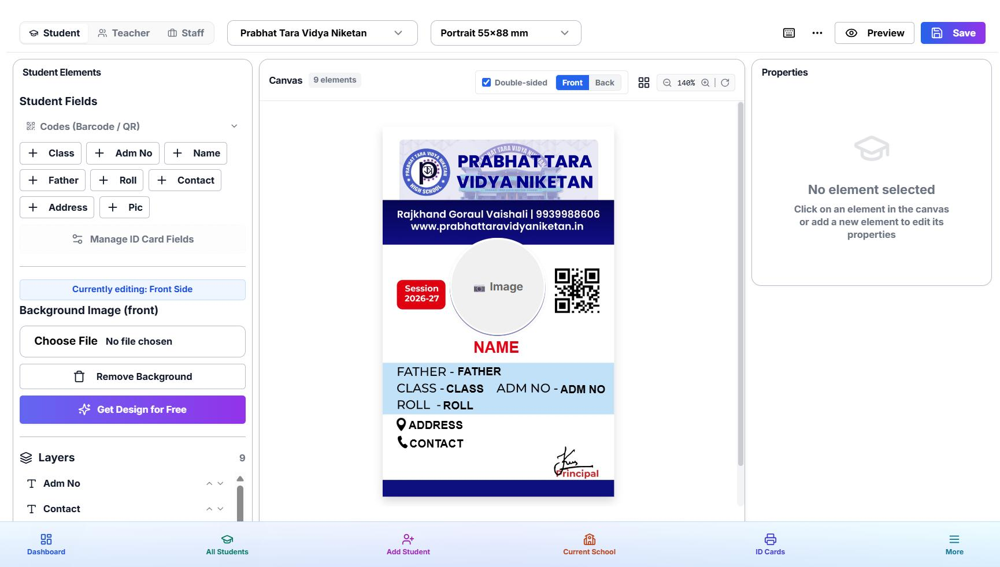 Student
Teacher
Staff
Prabhat Tara Vidya Niketan
Portrait 55×88 mm
Preview
Save
Student Elements
Student Fields
Codes (Barcode / QR)
Class
Adm No
Name
Father
Roll
Contact
Address
Pic
Manage ID Card Fields
Currently editing: Front Side
Background Image (front)
Choose File No file chosen
Remove Background
Get Design for Free
Layers 9
Adm No
Contact
Canvas
9 elements
Double-sided
Front
Back
140%
PRABHAT TARA VIDYA NIKETAN
HIGH SCHOOL
PRABHAT TARA
VIDYA NIKETAN
Rajkhand Goraul Vaishali | 9939988606
www.prabhattaravidyaniketan.in
Session
2026-27
Image
NAME
FATHER - FATHER
CLASS - CLASS ADM NO - ADM NO
ROLL - ROLL
ADDRESS
CONTACT
Principal
Properties
No element selected
Click on an element in the canvas
or add a new element to edit its
properties
Dashboard
All Students
Add Student
Current School
ID Cards
More